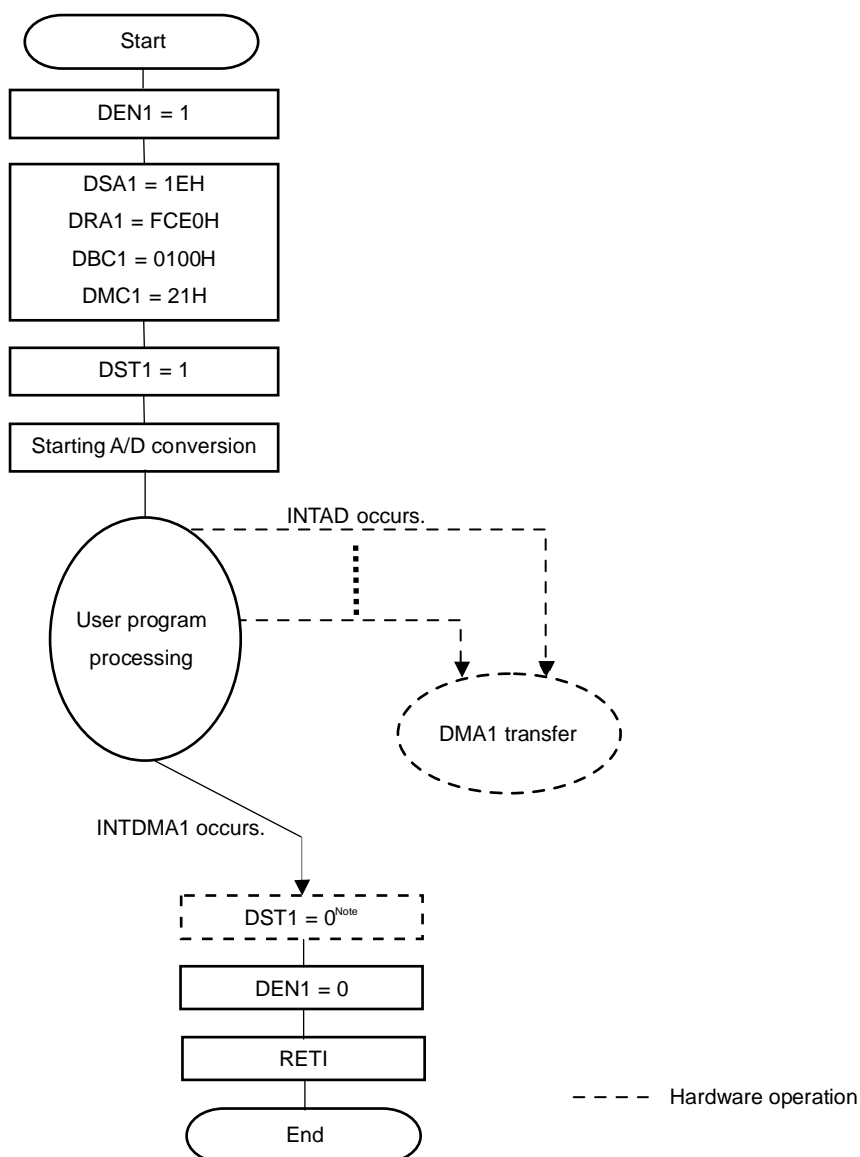 Start
DEN1 = 1
DSA1 = 1EH
DRA1 = FCE0H
DBC1 = 0100H
DMC1 = 21H
DST1 = 1
Starting A/D conversion
INTAD occurs.
User program
processing
DMA1 transfer
INTDMA1 occurs.
DST1 = 0Note
DEN1 = 0
RETI
Hardware operation
End